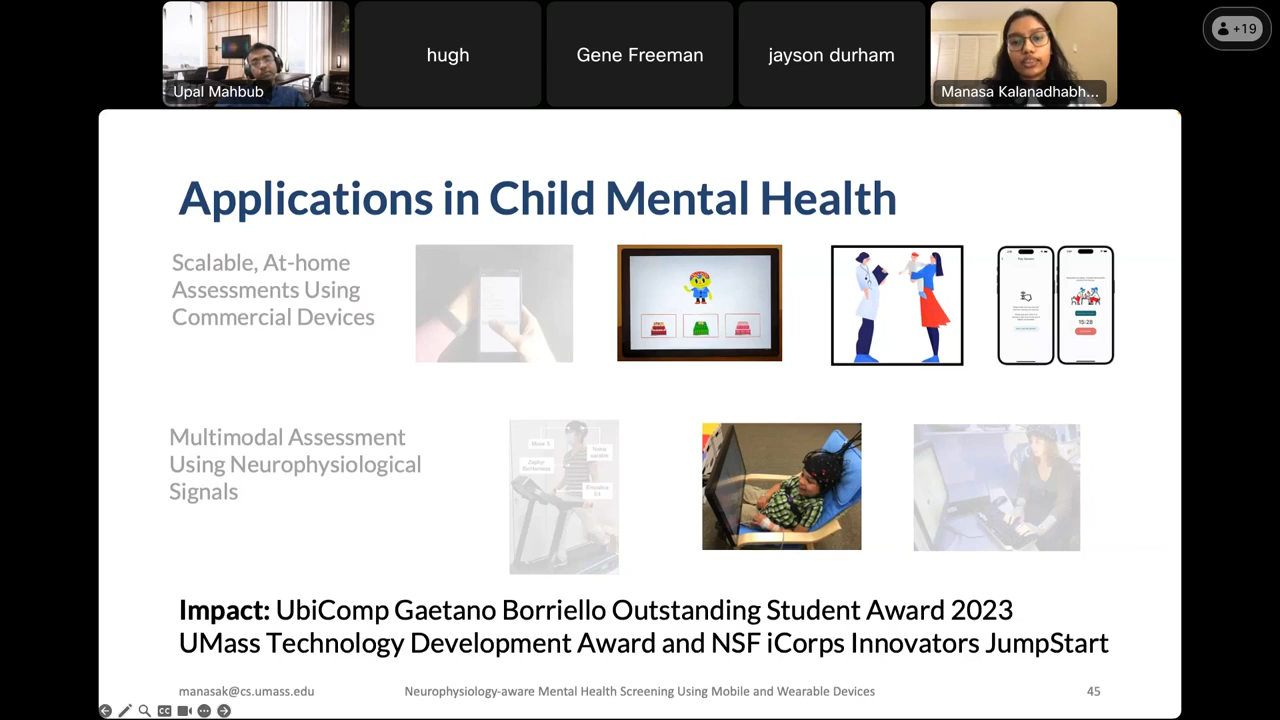 +19
Upal Mahbub
hugh
Gene Freeman
jayson durham
Manasa Kalanadhabh...
Applications in Child Mental Health
Scalable, At-home
Assessments Using
Commercial Devices
15:28
Multimodal Assessment
Using Neurophysiological
Signals
Impact: UbiComp Gaetano Borriello Outstanding Student Award 2023
UMass Technology Development Award and NSF iCorps Innovators JumpStart
manasak@cs.umass.edu
Neurophysiology-aware Mental Health Screening Using Mobile and Wearable Devices
45
CC